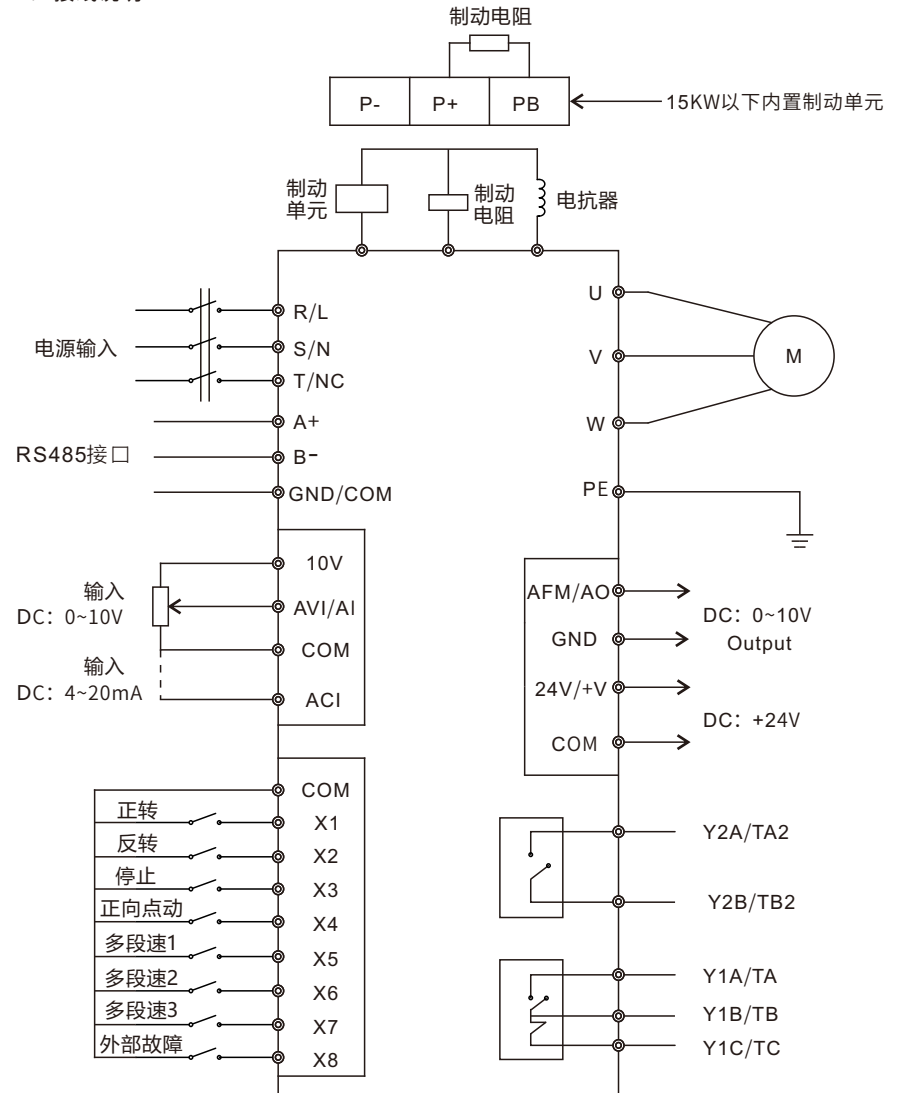 制动电阻
P-
P+
PB
15KW以下内置制动单元
制动
单元
制动
电阻
电抗器
电源输入
R/L
S/N
T/NC
RS485接口
A+
B-
GND/COM
U
V
W
M
PE
输入
DC：0~10V
输入
DC：4~20mA
10V
AVI/AI
COM
ACI
AFM/AO
GND
24V/+V
COM
DC：0~10V
Output
DC：+24V
COM
正转
X1
反转
X2
停止
X3
正向点动
X4
多段速1
X5
多段速2
X6
多段速3
X7
外部故障
X8
Y2A/TA2
Y2B/TB2
Y1A/TA
Y1B/TB
Y1C/TC